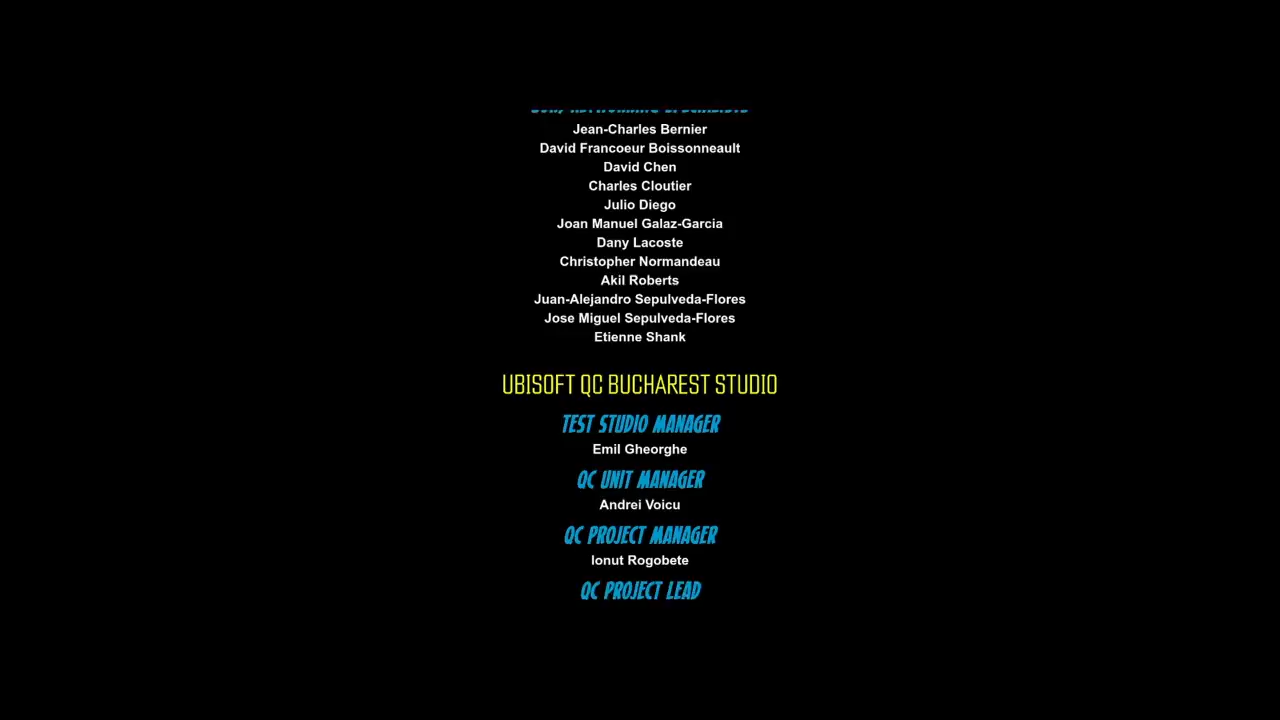 Jean-Charles Bernier
David Francoeur Boissonneault
David Chen
Charles Cloutier
Julio Diego
Joan Manuel Galaz-Garcia
Dany Lacoste
Christopher Normandeau
Akil Roberts
Juan-Alejandro Sepulveda-Flores
Jose Miguel Sepulveda-Flores
Etienne Shank
UBISOFT QC BUCHAREST STUDIO
TEST STUDIO MANAGER
Emil Gheorghe
QC UNIT MANAGER
Andrei Voicu
QC PROJECT MANAGER
Ionut Rogobete
QC PROJECT LEAD